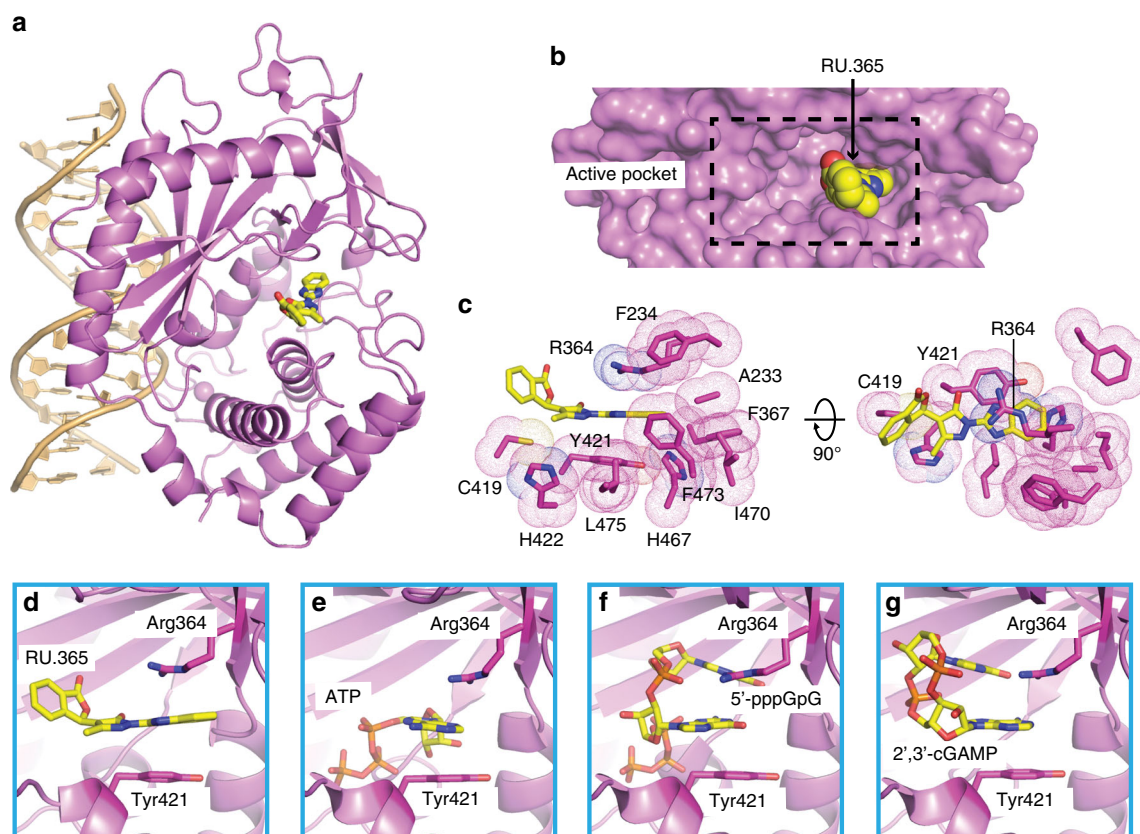 a
b
RU.365
Active pocket
c
F234
R364
A233
F367
Y421
C419
F473
I470
L475
H422
H467
90°
R364
Y421
C419
d
Arg364
RU.365
Tyr421
e
Arg364
ATP
Tyr421
f
Arg364
5'-pppGpG
Tyr421
g
Arg364
2',3'-cGAMP
Tyr421